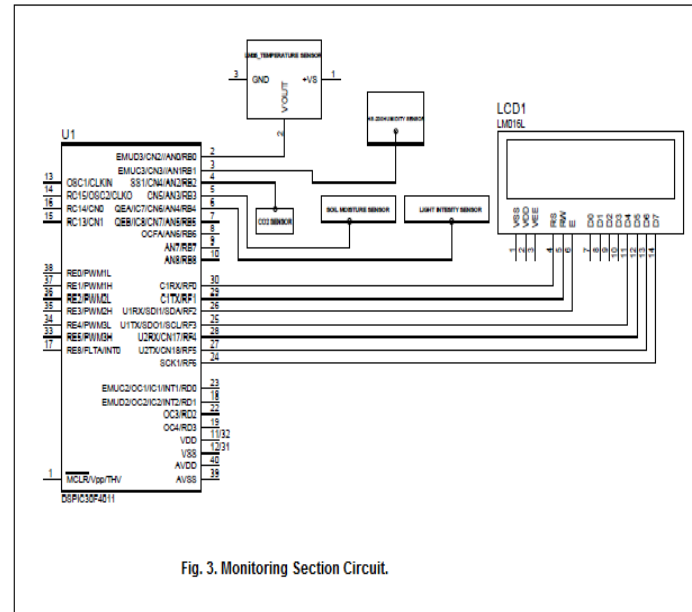 LM35_TEMPERATURE SENSOR
3 GND +VS 1
VOUT
2
HS-220HUMIDITY SENSOR
LCD1
LM016L
U1
EMUD3/CN2//AN0/RB0 2
EMUC3/CN3//AN1RB1 3
13 OSC1/CLKIN SS1/CN4/AN2/RB2 4
14 RC15/OSC2/CLKO CN5/AN3/RB3 5
16 RC14/CN0 QEA/IC7/CN6/AN4/RB4 6
15 RC13/CN1 QEB/IC8/CN7/AN5/RB5 7
OCFA/AN6/RB6 8
AN7/RB7 9
AN8/RB8 10
CO2 SENSOR
SOIL MOISTURE SENSOR
LIGHT INTESITY SENSOR
VSS VDD VEE RS RW E D0 D1 D2 D3 D4 D5 D6 D7
1 2 3 4 5 6 7 8 9 10 11 12 13 14
38 RE0/PWM1L
37 RE1/PWM1H C1RX/RF0 30
36 RE2/PWM2L C1TX/RF1 29
35 RE3/PWM2H U1RX/SDI1/SDA/RF2 26
34 RE4/PWM3L U1TX/SDO1/SCL/RF3 25
33 RE5/PWM3H U2RX/CN17/RF4 28
17 RE8/FLTA/INT0 U2TX/CN18/RF5 27
SCK1/RF6 24
EMUC2/OC1/IC1/INT1/RD0 23
EMUD2/OC2/IC2/INT2/RD1 18
OC3/RD2 22
OC4/RD3 19
VDD 11/32
VSS 12/31
AVDD 40
1 MCLR/Vpp/THV AVSS 39
DSPIC30F4011
Fig. 3. Monitoring Section Circuit.